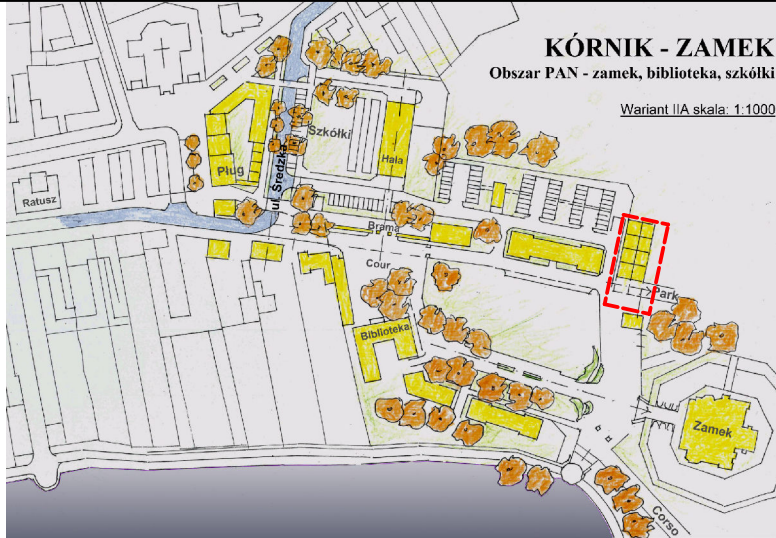 KÓRNIK - ZAMEK
Obszar PAN - zamek, biblioteka, szkółki
Wariant IIA skala: 1:1000
Szkółki
Hala
Pług
ul. Średzka
Ratusz
Brama
Cour
Park
Biblioteka
Zamek
Corso